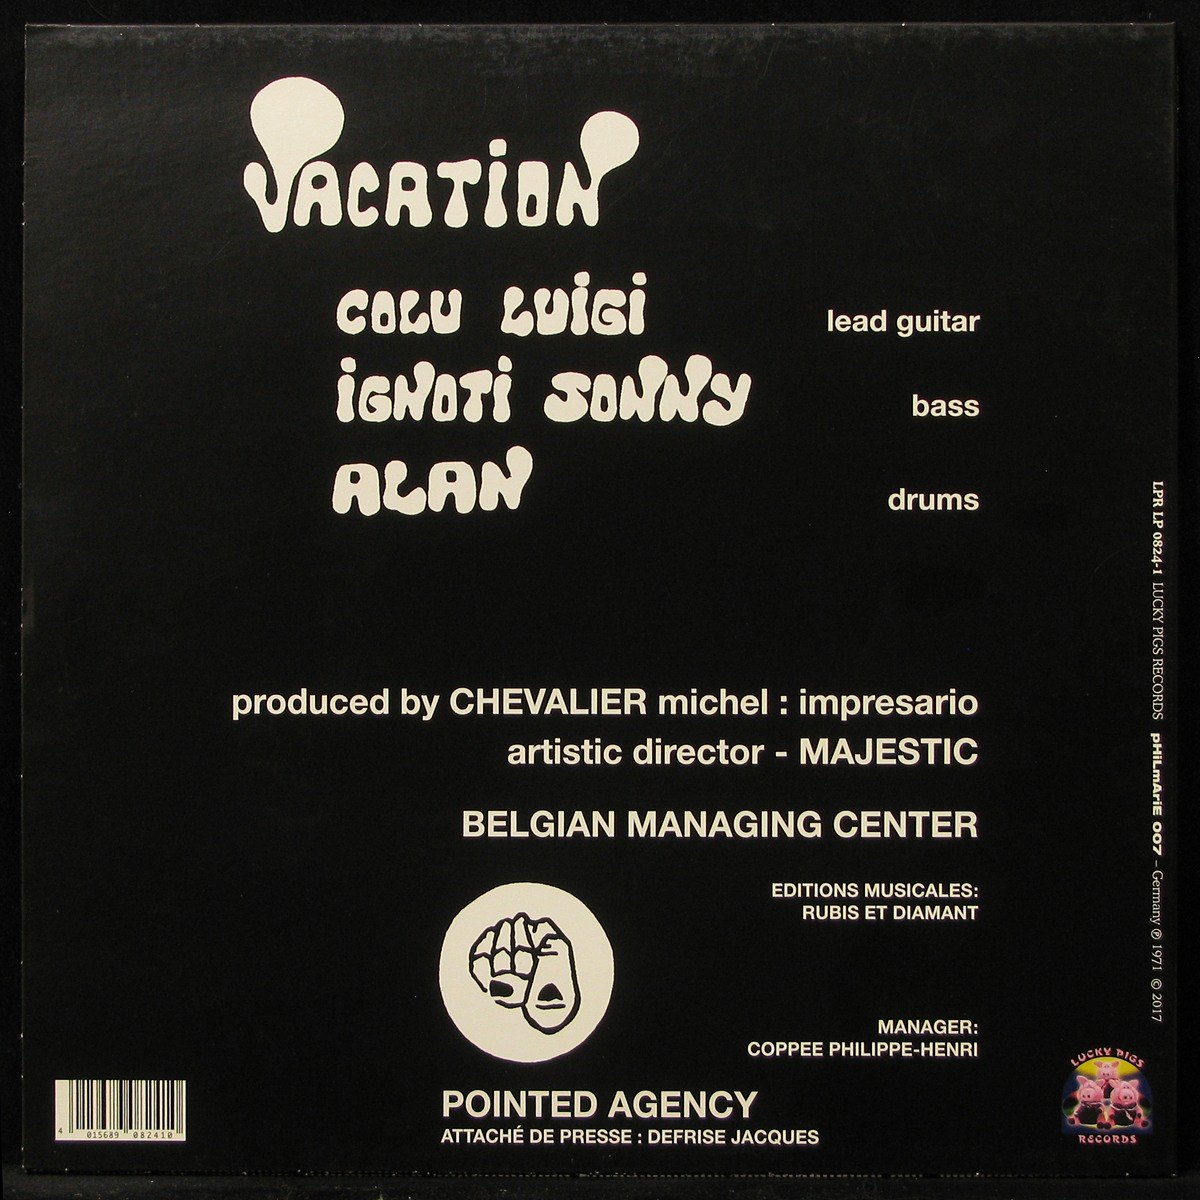 VACATION
COLU LUIGI lead guitar
IGNOTI SONNY bass
ALAN drums
produced by CHEVALIER michel : impresario
artistic director - MAJESTIC
BELGIAN MANAGING CENTER
EDITIONS MUSICALES:
RUBIS ET DIAMANT
MANAGER:
COPPEE PHILIPPE-HENRI
POINTED AGENCY
ATTACHÉ DE PRESSE : DEFRISE JACQUES
4 015689 082410
LPR LP 0824-1 LUCKY PIGS RECORDS pHiLmAriE 007 – Germany ℗ 1971 © 2017
LUCKY PIGS
RECORDS